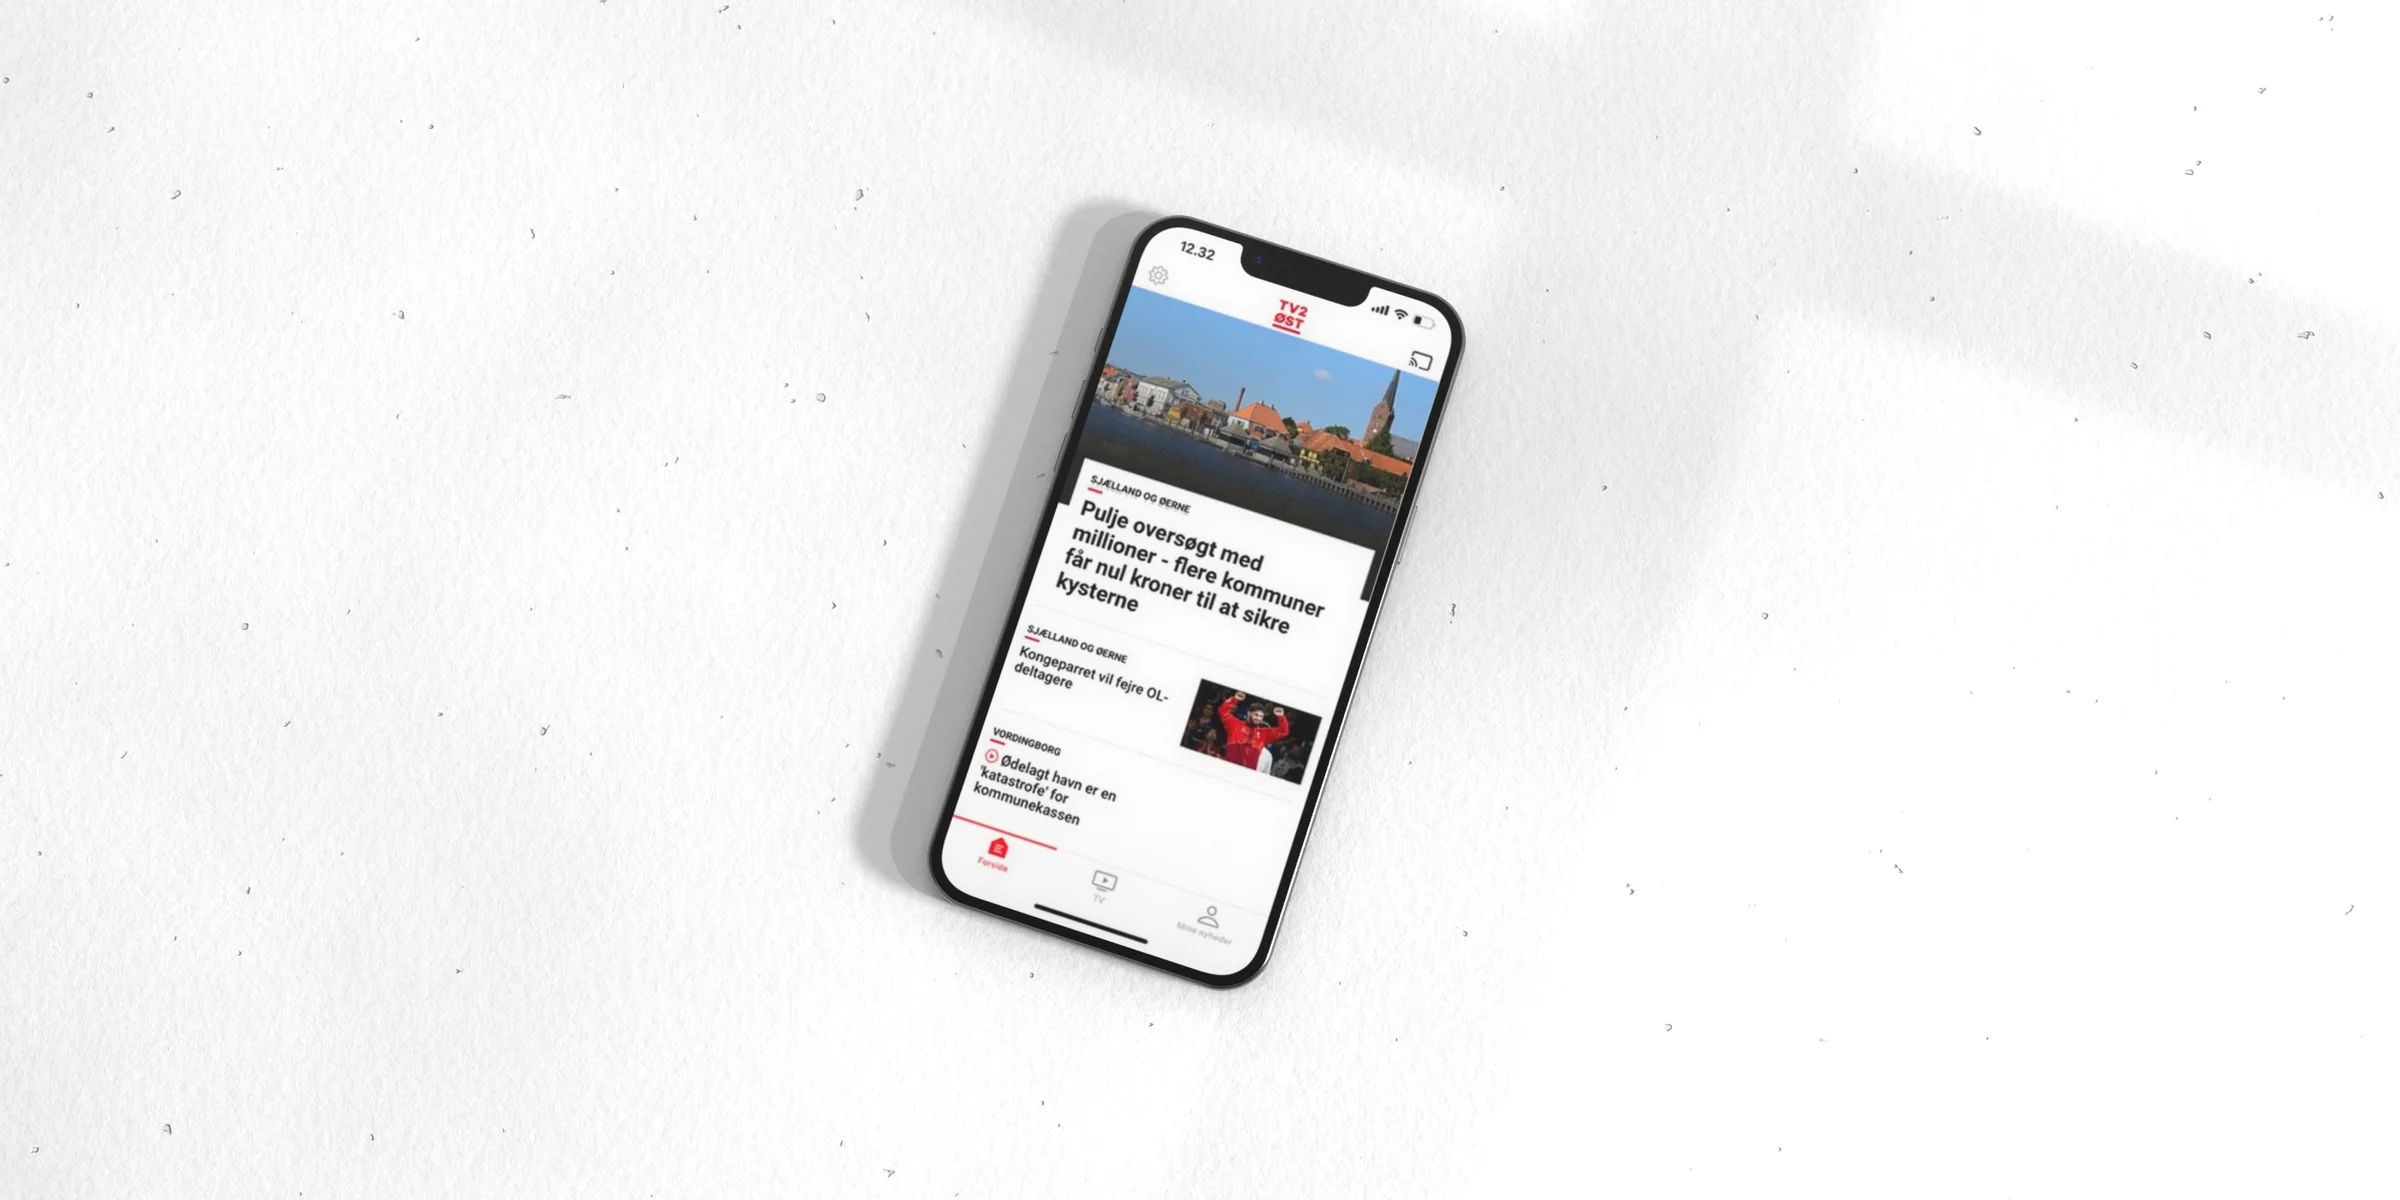 12.32
TV2
ØST
SJÆLLAND OG ØERNE
Pulje oversøgt med
millioner - flere kommuner
får nul kroner til at sikre
kysterne
SJÆLLAND OG ØERNE
Kongeparret vil fejre OL-
deltagere
VORDINGBORG
Ødelagt havn er en
'katastrofe' for
kommunekassen
Forside
TV
Mine nyheder